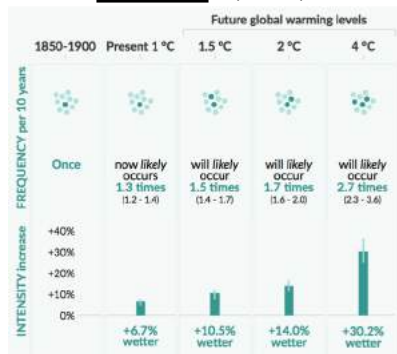 Future global warming levels
1850-1900 Present 1 °C 1.5 °C 2 °C 4 °C
FREQUENCY per 10 years
Once
now likely
occurs
1.3 times
(1.2 - 1.4)
will likely
occur
1.5 times
(1.4 - 1.7)
will likely
occur
1.7 times
(1.6 - 2.0)
will likely
occur
2.7 times
(2.3 - 3.6)
INTENSITY increase
+40%
+30%
+20%
+10%
0%
+6.7%
wetter
+10.5%
wetter
+14.0%
wetter
+30.2%
wetter